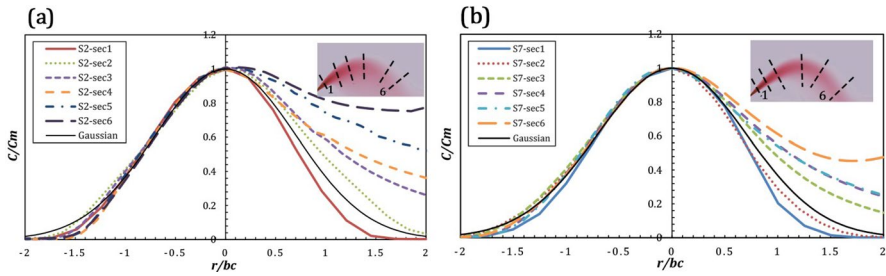 (a)
S2-sec1
S2-sec2
S2-sec3
S2-sec4
S2-sec5
S2-sec6
Gaussian
1
6
C/Cm
1.2
1
0.8
0.6
0.4
0.2
0
-2 -1.5 -1 -0.5 0 0.5 1 1.5 2
r/bc
(b)
S7-sec1
S7-sec2
S7-sec3
S7-sec4
S7-sec5
S7-sec6
Gaussian
1
6
C/Cm
1.2
1
0.8
0.6
0.4
0.2
0
-2 -1.5 -1 -0.5 0 0.5 1 1.5 2
r/bc